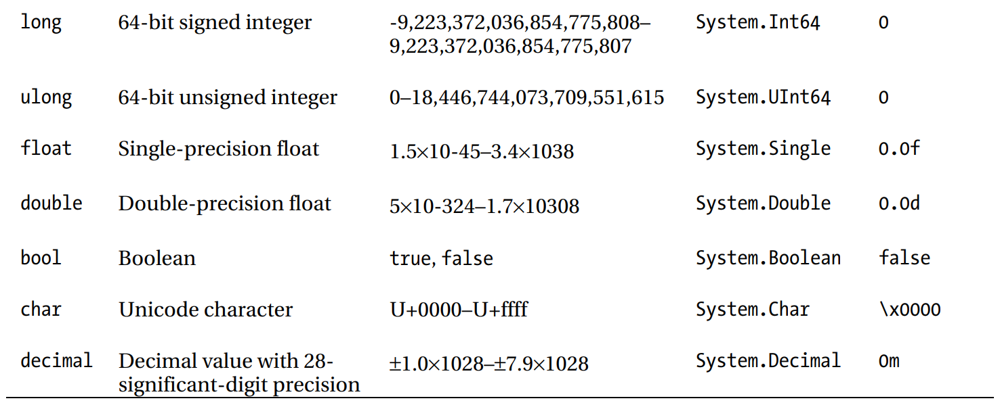 long 64-bit signed integer -9,223,372,036,854,775,808– System.Int64 0
9,223,372,036,854,775,807
ulong 64-bit unsigned integer 0–18,446,744,073,709,551,615 System.UInt64 0
float Single-precision float 1.5×10-45–3.4×1038 System.Single 0.0f
double Double-precision float 5×10-324–1.7×10308 System.Double 0.0d
bool Boolean true, false System.Boolean false
char Unicode character U+0000–U+ffff System.Char \x0000
decimal Decimal value with 28- ±1.0×1028–±7.9×1028 System.Decimal 0m
significant-digit precision